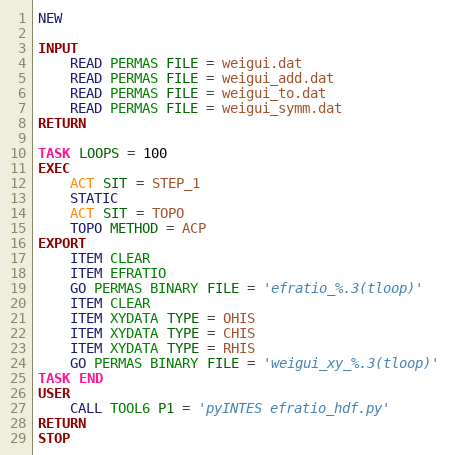 1 NEW
2
3 INPUT
4 READ PERMAS FILE = weigui.dat
5 READ PERMAS FILE = weigui_add.dat
6 READ PERMAS FILE = weigui_to.dat
7 READ PERMAS FILE = weigui_symm.dat
8 RETURN
9
10 TASK LOOPS = 100
11 EXEC
12 ACT SIT = STEP_1
13 STATIC
14 ACT SIT = TOPO
15 TOPO METHOD = ACP
16 EXPORT
17 ITEM CLEAR
18 ITEM EFRATIO
19 GO PERMAS BINARY FILE = 'efratio_%.3(tloop)'
20 ITEM CLEAR
21 ITEM XYDATA TYPE = OHIS
22 ITEM XYDATA TYPE = CHIS
23 ITEM XYDATA TYPE = RHIS
24 GO PERMAS BINARY FILE = 'weigui_xy_%.3(tloop)'
25 TASK END
26 USER
27 CALL TOOL6 P1 = 'pyINTES efratio_hdf.py'
28 RETURN
29 STOP